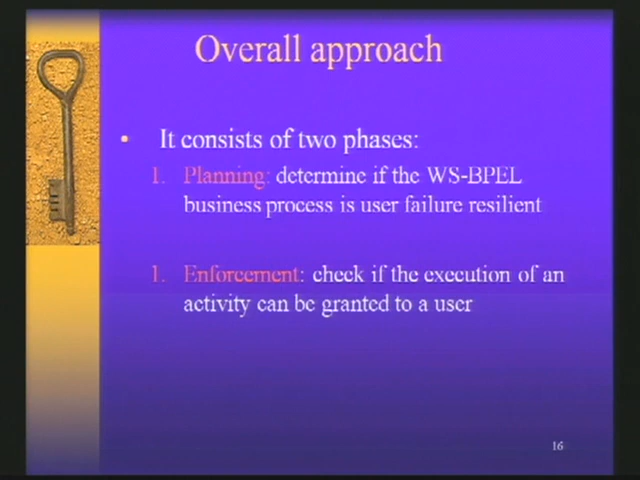 Overall approach
• It consists of two phases:
1. Planning: determine if the WS-BPEL
business process is user failure resilient
1. Enforcement: check if the execution of an
activity can be granted to a user
16